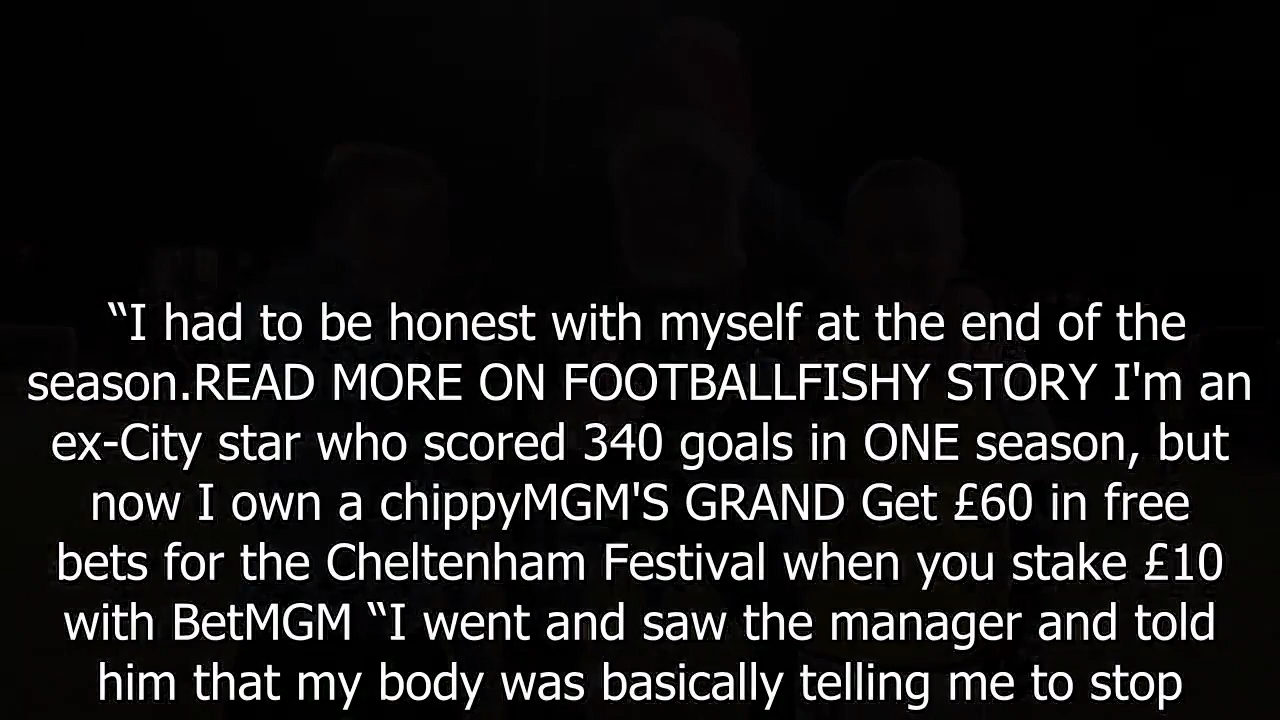 “I had to be honest with myself at the end of the
season.READ MORE ON FOOTBALLFISHY STORY I'm an
ex-City star who scored 340 goals in ONE season, but
now I own a chippyMGM'S GRAND Get £60 in free
bets for the Cheltenham Festival when you stake £10
with BetMGM “I went and saw the manager and told
him that my body was basically telling me to stop